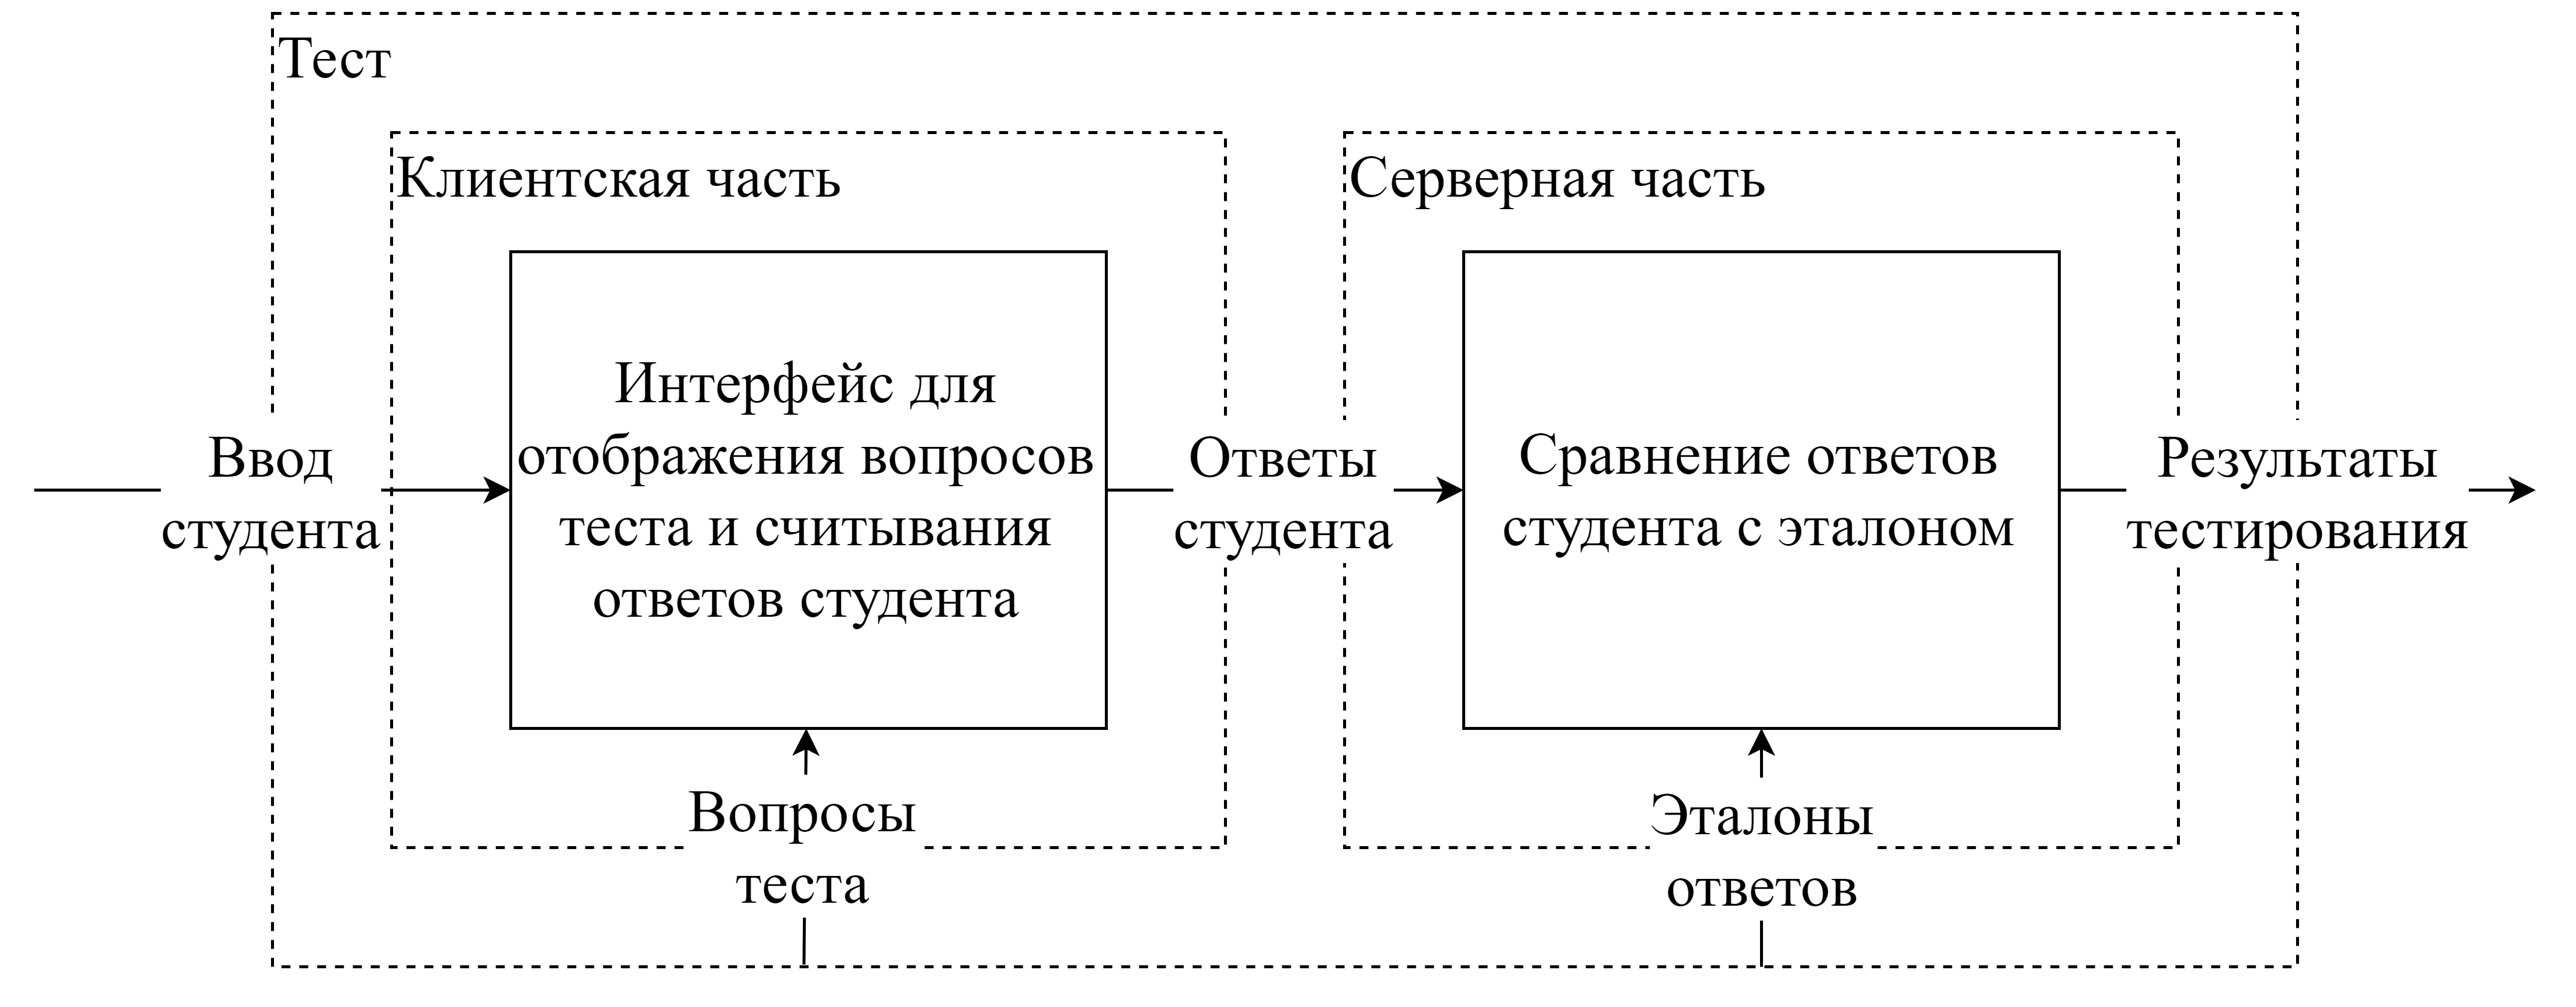 Тест
Клиентская часть
Серверная часть
Ввод
студента
Интерфейс для
отображения вопросов
теста и считывания
ответов студента
Ответы
студента
Сравнение ответов
студента с эталоном
Результаты
тестирования
Вопросы
теста
Эталоны
ответов